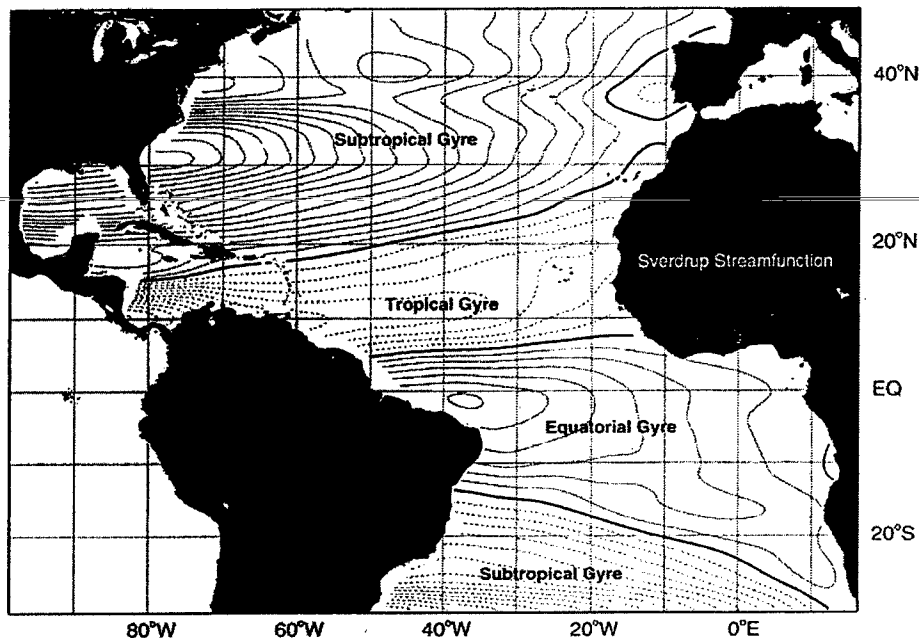 40°N
Subtropical Gyre
20°N
Sverdrup Streamfunction
Tropical Gyre
EQ
Equatorial Gyre
20°S
Subtropical Gyre
80°W 60°W 40°W 20°W 0°E